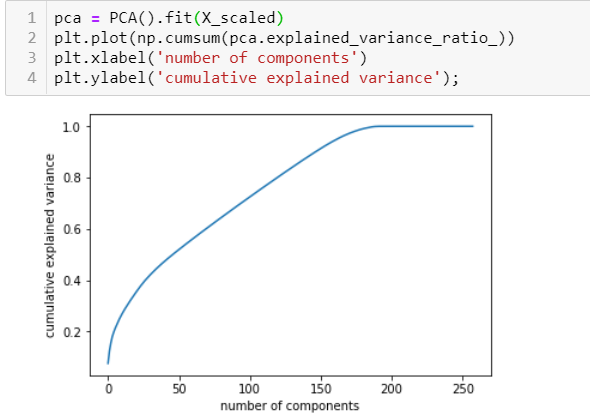 1 pca = PCA().fit(X_scaled)
2 plt.plot(np.cumsum(pca.explained_variance_ratio_))
3 plt.xlabel('number of components')
4 plt.ylabel('cumulative explained variance');
1.0
0.8
0.6
0.4
0.2
cumulative explained variance
0 50 100 150 200 250
number of components